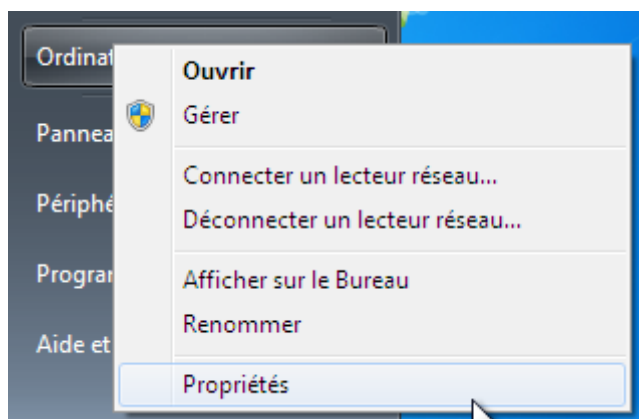 Ordinat
Ouvrir
Gérer
Pannea
Connecter un lecteur réseau...
Périphé
Déconnecter un lecteur réseau...
Afficher sur le Bureau
Program
Renommer
Aide et
Propriétés